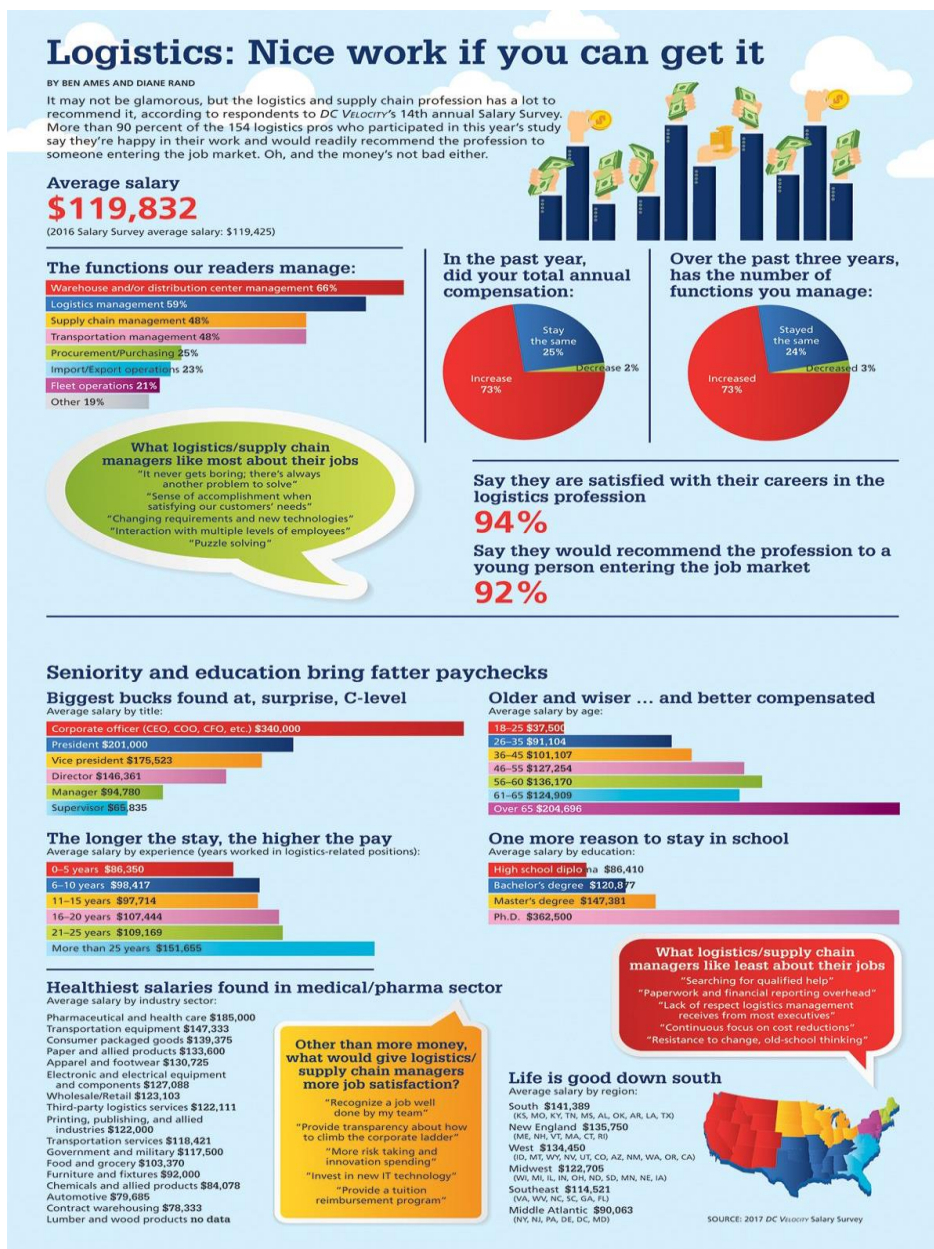 Logistics: Nice work if you can get it
BY BEN AMES AND DIANE RAND
It may not be glamorous, but the logistics and supply chain profession has a lot to
recommend it, according to respondents to DC VELOCITY's 14th annual Salary Survey.
More than 90 percent of the 154 logistics pros who participated in this year's study
say they're happy in their work and would readily recommend the profession to
someone entering the job market. Oh, and the money's not bad either.
Average salary
$119,832
(2016 Salary Survey average salary: $119,425)
The functions our readers manage:
Warehouse and/or distribution center management 66%
Logistics management 59%
Supply chain management 48%
Transportation management 48%
Procurement/Purchasing 25%
Import/Export operations 23%
Fleet operations 21%
Other 19%
In the past year,
did your total annual
compensation:
Stay
the same
25%
Decrease 2%
Increase
73%
Over the past three years,
has the number of
functions you manage:
Stayed
the same
24%
Decreased 3%
Increased
73%
What logistics/supply chain
managers like most about their jobs
"It never gets boring; there's always
another problem to solve"
"Sense of accomplishment when
satisfying our customers' needs"
"Changing requirements and new technologies"
"Interaction with multiple levels of employees"
"Puzzle solving"
Say they are satisfied with their careers in the
logistics profession
94%
Say they would recommend the profession to a
young person entering the job market
92%
Seniority and education bring fatter paychecks
Biggest bucks found at, surprise, C-level
Average salary by title:
Corporate officer (CEO, COO, CFO, etc.) $340,000
President $201,000
Vice president $175,523
Director $146,361
Manager $94,780
Supervisor $65,835
Older and wiser ... and better compensated
Average salary by age:
18–25 $37,500
26–35 $91,104
36–45 $101,107
46–55 $127,254
56–60 $136,170
61–65 $124,909
Over 65 $204,696
The longer the stay, the higher the pay
Average salary by experience (years worked in logistics-related positions):
0–5 years $86,350
6–10 years $98,417
11–15 years $97,714
16–20 years $107,444
21–25 years $109,169
More than 25 years $151,655
One more reason to stay in school
Average salary by education:
High school diploma $86,410
Bachelor's degree $120,877
Master's degree $147,381
Ph.D. $362,500
Healthiest salaries found in medical/pharma sector
Average salary by industry sector:
Pharmaceutical and health care $185,000
Transportation equipment $147,333
Consumer packaged goods $139,375
Paper and allied products $133,600
Apparel and footwear $130,725
Electronic and electrical equipment
and components $127,088
Wholesale/Retail $123,103
Third-party logistics services $122,111
Printing, publishing, and allied
industries $122,000
Transportation services $118,421
Government and military $117,500
Food and grocery $103,370
Furniture and fixtures $92,000
Chemicals and allied products $84,078
Automotive $79,685
Contract warehousing $78,333
Lumber and wood products no data
Other than more money,
what would give logistics/
supply chain managers
more job satisfaction?
"Recognize a job well
done by my team"
"Provide transparency about how
to climb the corporate ladder"
"More risk taking and
innovation spending"
"Invest in new IT technology"
"Provide a tuition
reimbursement program"
What logistics/supply chain
managers like least about their jobs
"Searching for qualified help"
"Paperwork and financial reporting overhead"
"Lack of respect logistics management
receives from most executives"
"Continuous focus on cost reductions"
"Resistance to change, old-school thinking"
Life is good down south
Average salary by region:
South $141,389
(KS, MO, KY, TN, MS, AL, OK, AR, LA, TX)
New England $135,750
(ME, NH, VT, MA, CT, RI)
West $134,450
(ID, MT, WY, NV, UT, CO, AZ, NM, WA, OR, CA)
Midwest $122,705
(WI, MI, IL, IN, OH, ND, SD, MN, NE, IA)
Southeast $114,521
(VA, WV, NC, SC, GA, FL)
Middle Atlantic $90,063
(NY, NJ, PA, DE, DC, MD)
SOURCE: 2017 DC VELOCITY Salary Survey